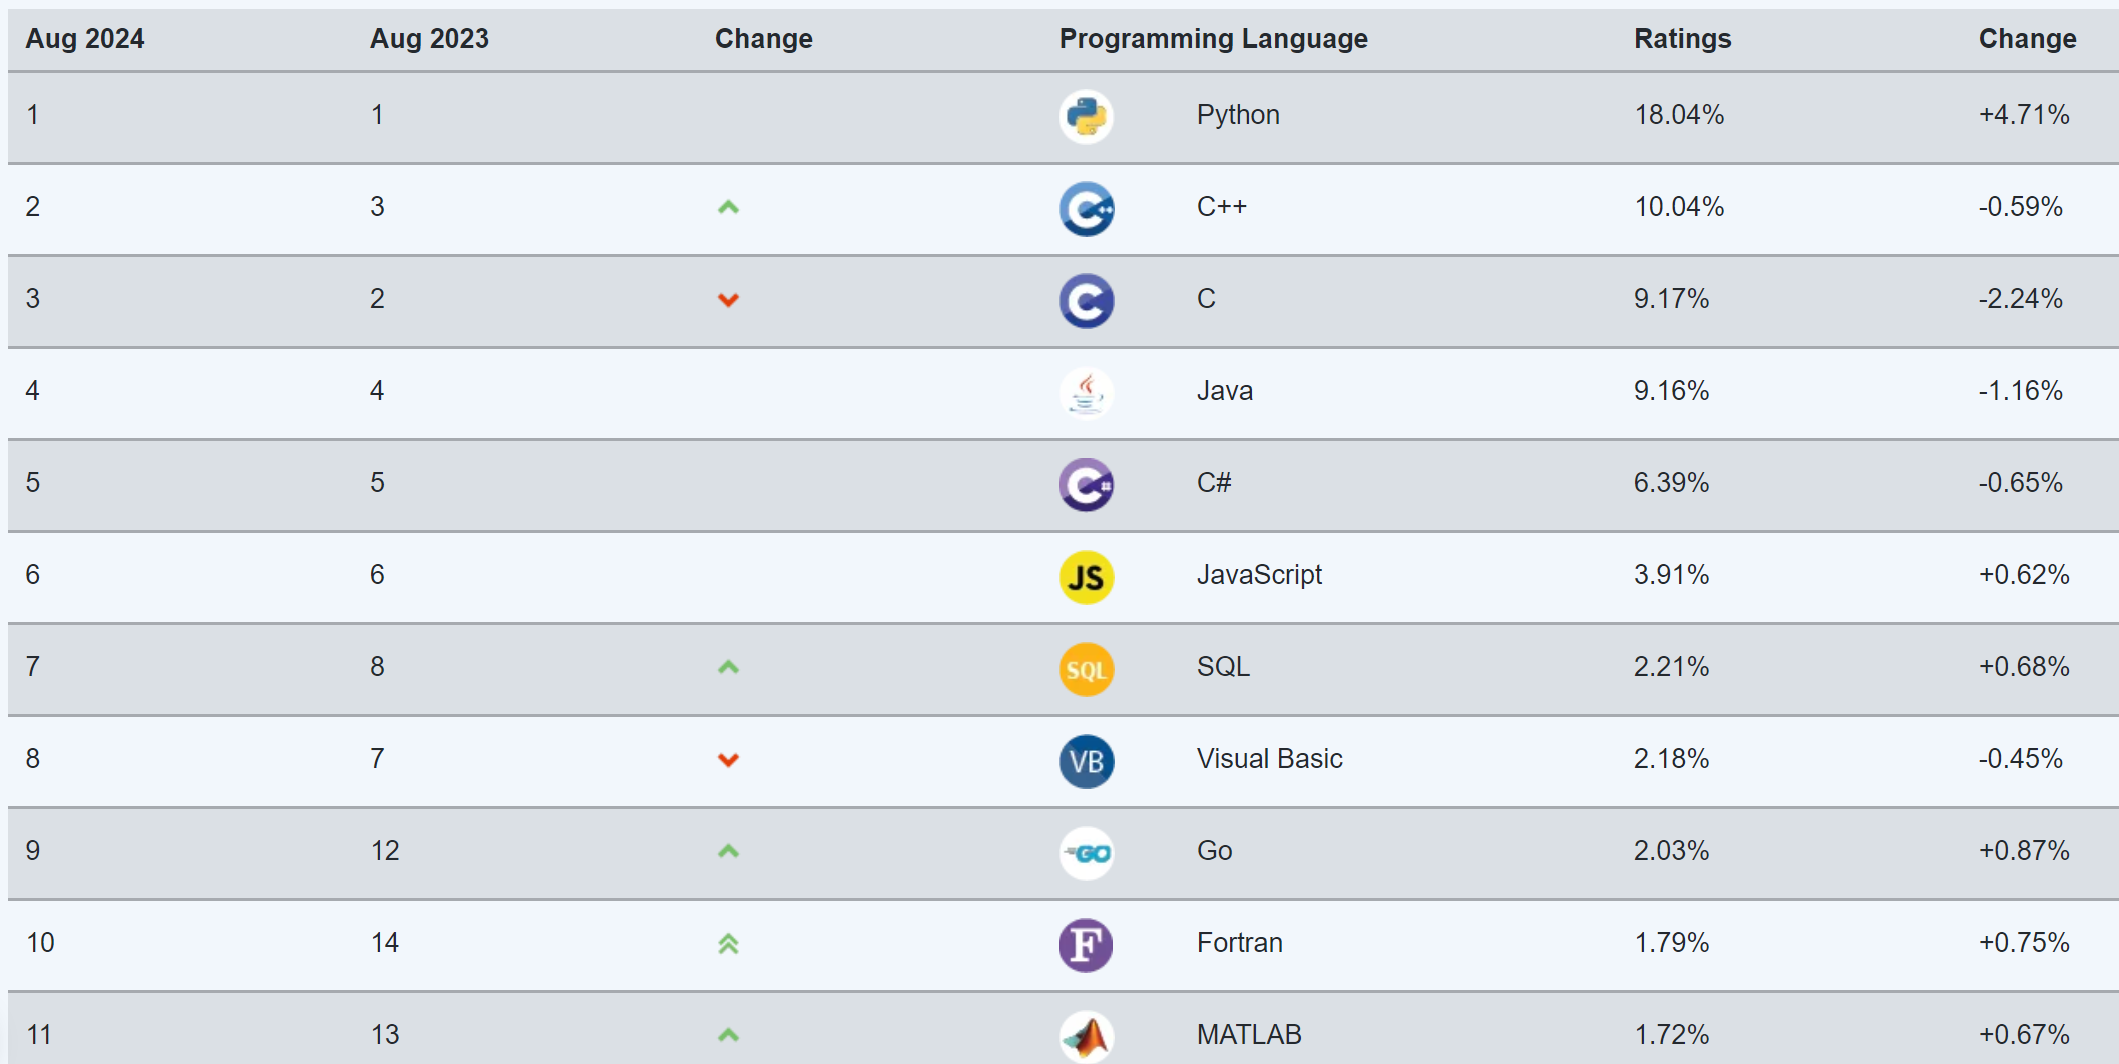 Aug 2024 Aug 2023 Change Programming Language Ratings Change
1 1 Python 18.04% +4.71%
2 3 C++ C++ 10.04% -0.59%
3 2 C C 9.17% -2.24%
4 4 Java 9.16% -1.16%
5 5 C# C# 6.39% -0.65%
6 6 JS JavaScript 3.91% +0.62%
7 8 SQL SQL 2.21% +0.68%
8 7 VB Visual Basic 2.18% -0.45%
9 12 GO Go 2.03% +0.87%
10 14 F Fortran 1.79% +0.75%
11 13 MATLAB 1.72% +0.67%